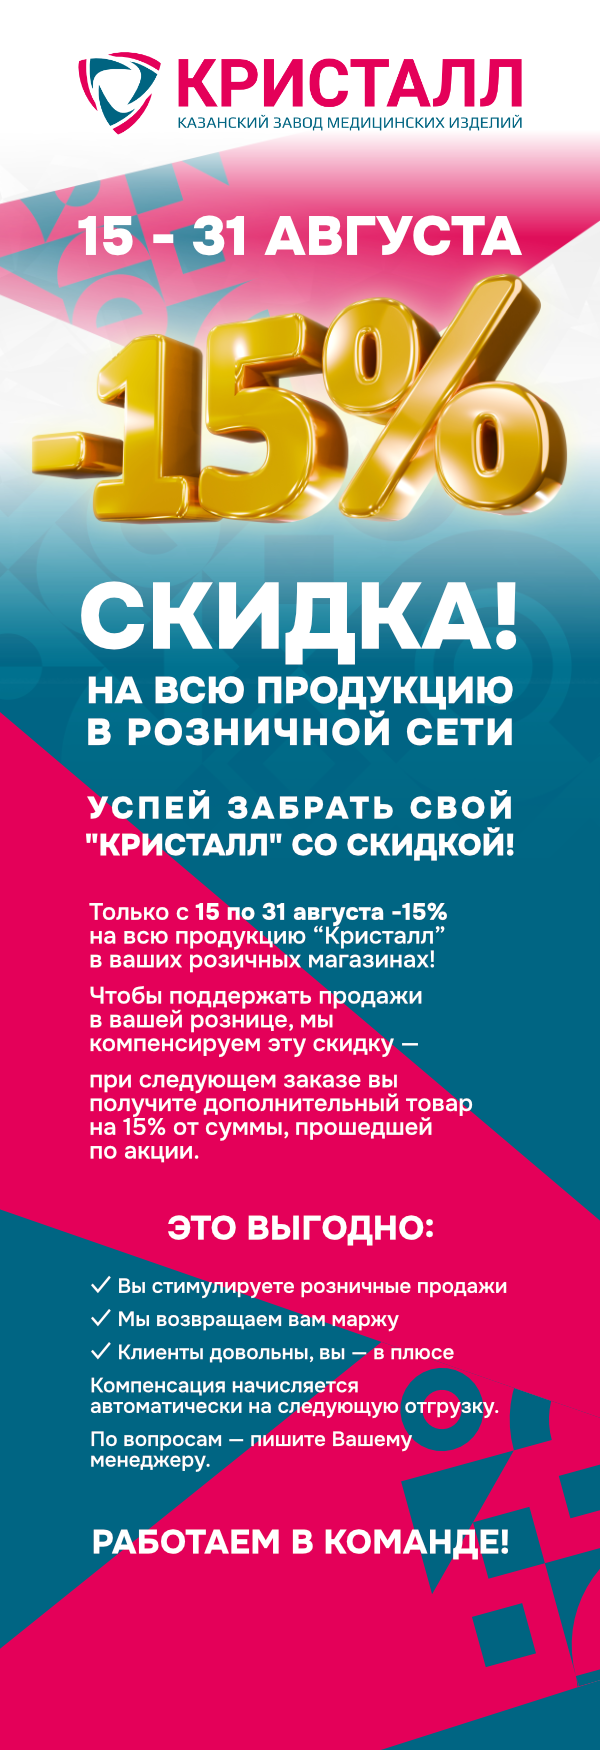 КРИСТАЛЛ
КАЗАНСКИЙ ЗАВОД МЕДИЦИНСКИХ ИЗДЕЛИЙ
15 - 31 АВГУСТА
-15%
СКИДКА!
НА ВСЮ ПРОДУКЦИЮ
В РОЗНИЧНОЙ СЕТИ
УСПЕЙ ЗАБРАТЬ СВОЙ
"КРИСТАЛЛ" СО СКИДКОЙ!
Только с 15 по 31 августа -15%
на всю продукцию “Кристалл”
в ваших розичных магазинах!
Чтобы поддержать продажи
в вашей рознице, мы
компенсируем эту скидку —
при следующем заказе вы
получите дополнительный товар
на 15% от суммы, прошедшей
по акции.
ЭТО ВЫГОДНО:
✓ Вы стимулируете розничные продажи
✓ Мы возвращаем вам маржу
✓ Клиенты довольны, вы — в плюсе
Компенсация начисляется
автоматически на следующую отгрузку.
По вопросам — пишите Вашему
менеджеру.
РАБОТАЕМ В КОМАНДЕ!